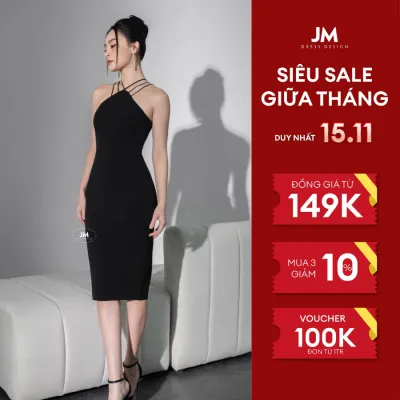 JM
DRESS DESIGN
SIÊU SALE
GIỮA THÁNG
DUY NHẤT 15.11
ĐỒNG GIÁ TỪ
149K
MUA 3
GIẢM 10%
VOUCHER
100K
ĐƠN TỪ 1TR
JM